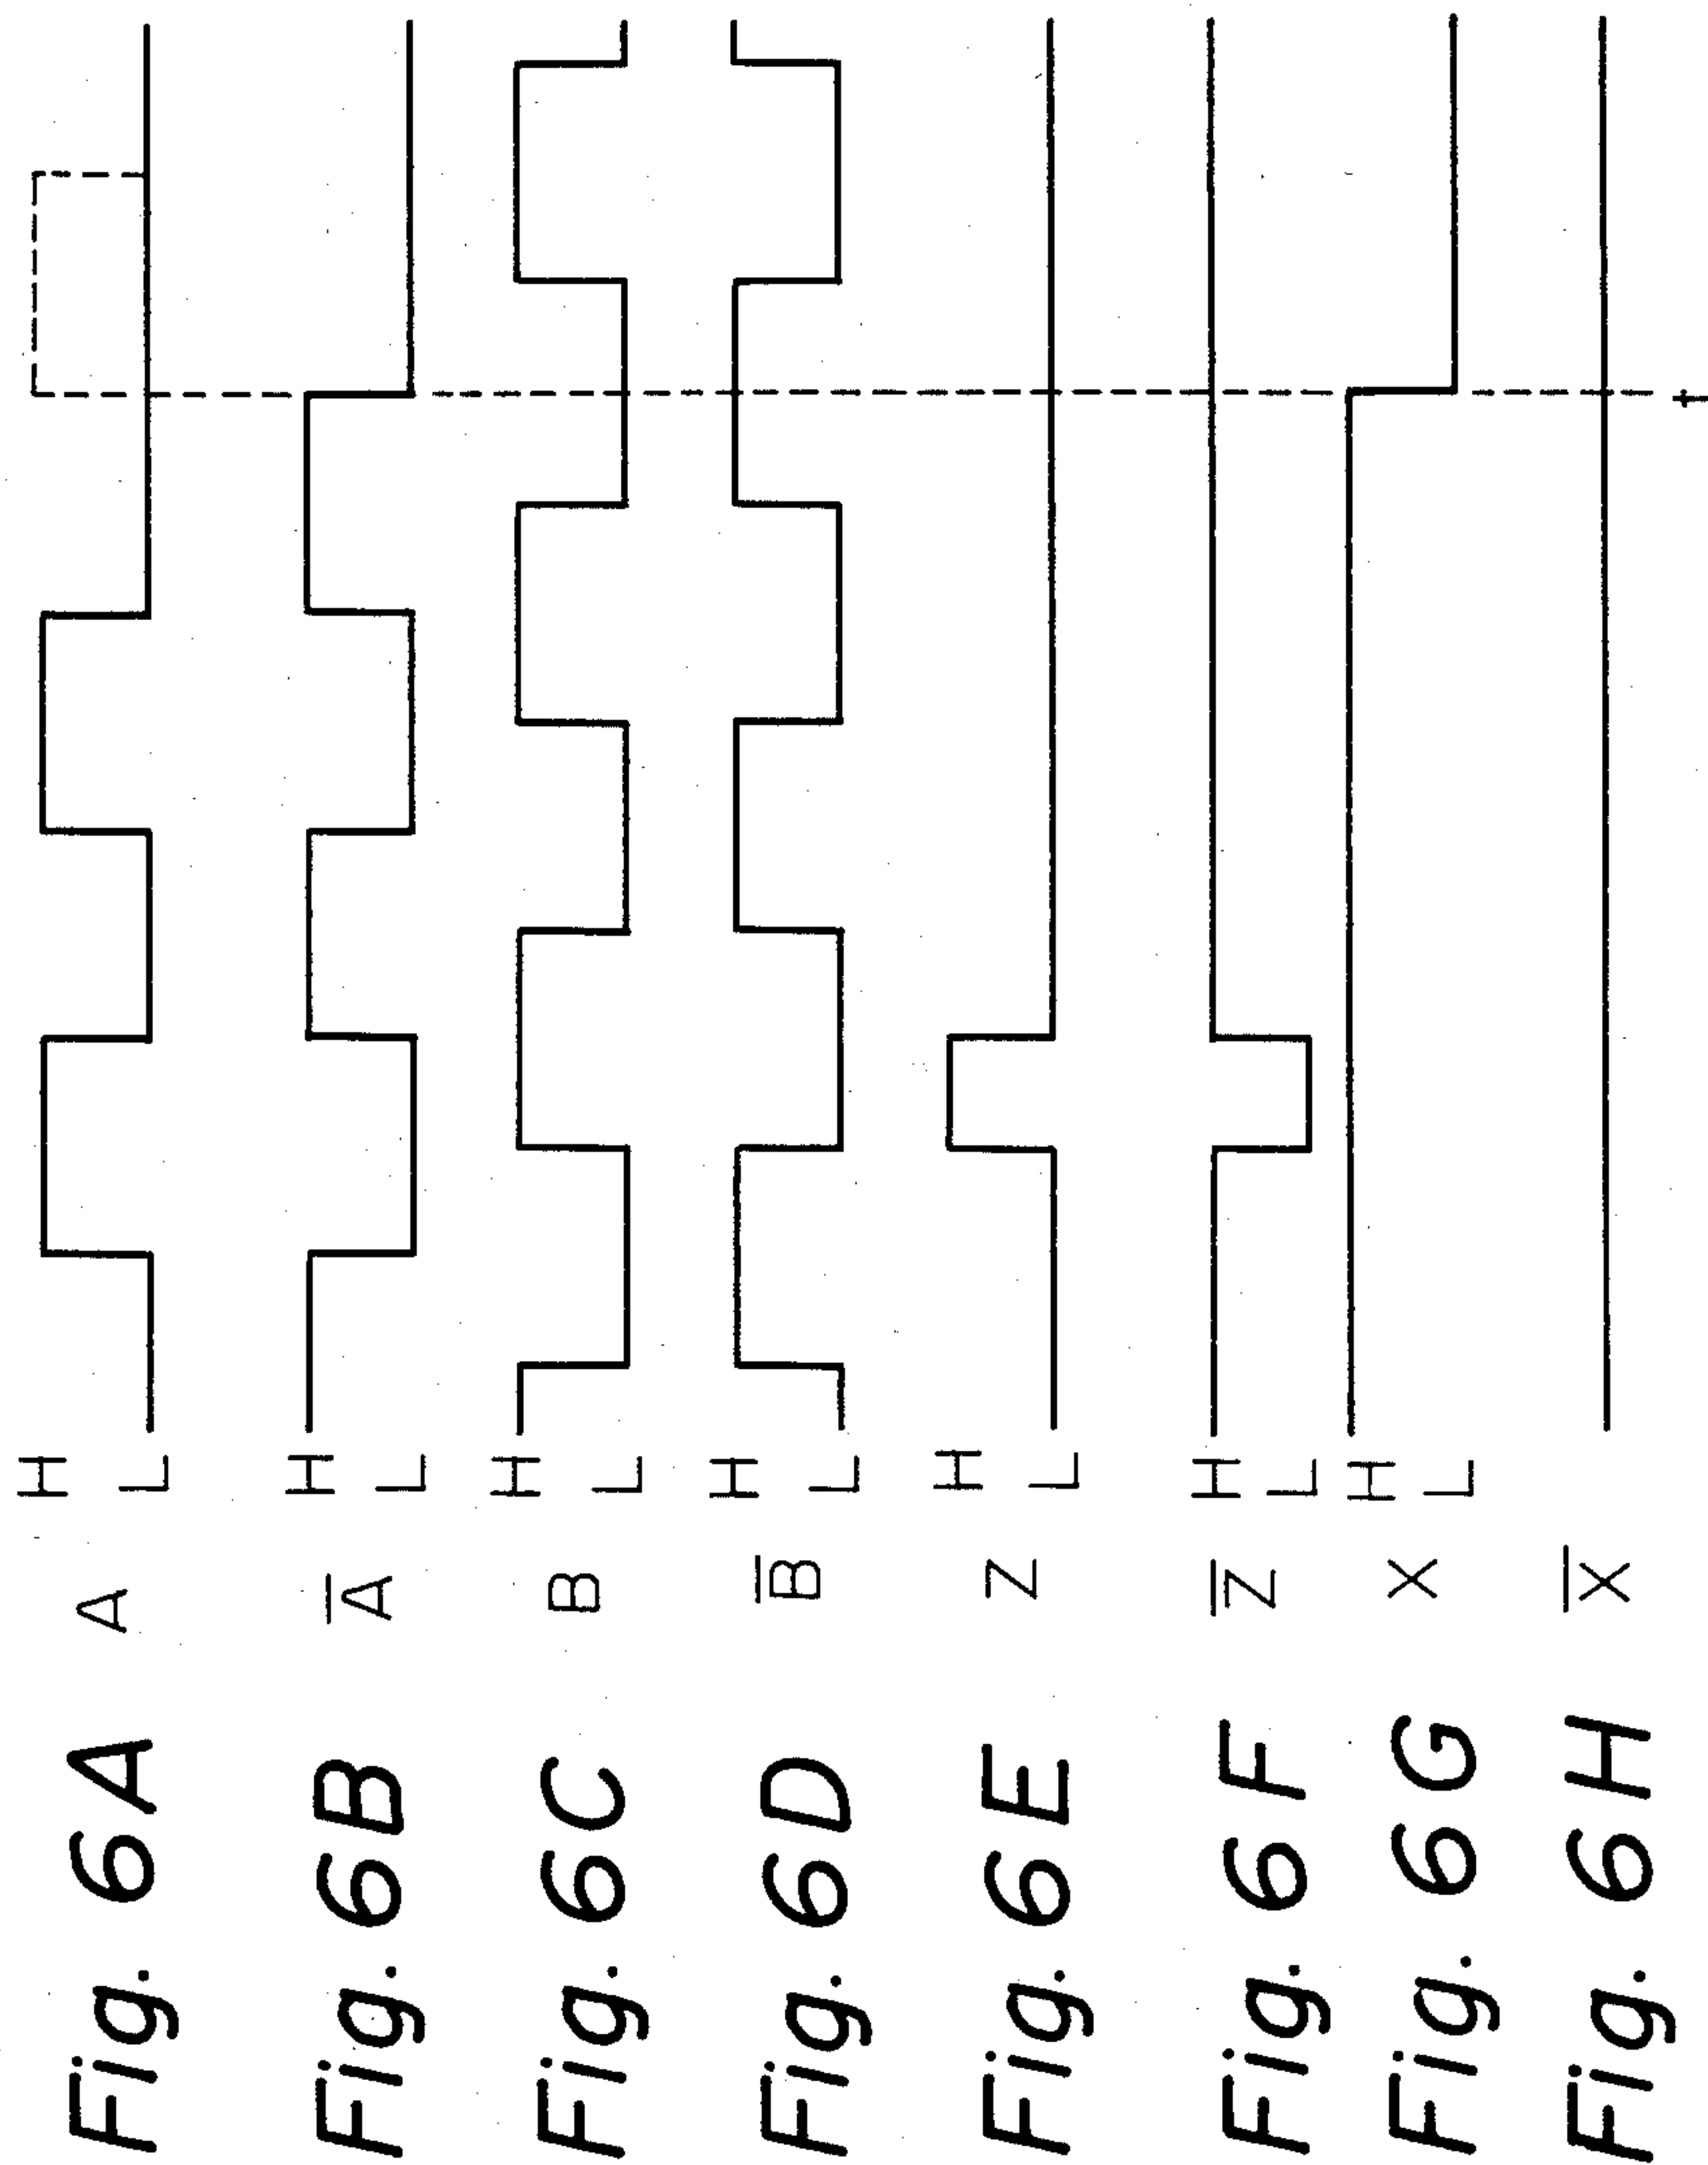 Fig. 6A A H L
Fig. 6B A̅ H L
Fig. 6C B H L
Fig. 6D B̅ H L
Fig. 6E Z H L
Fig. 6F Z̅ H L
Fig. 6G X H L
Fig. 6H X̅
t